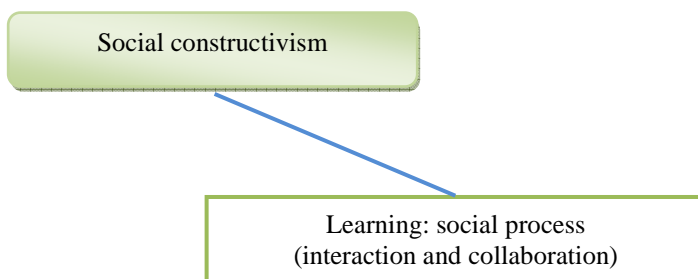 Social constructivism
Learning: social process
(interaction and collaboration)